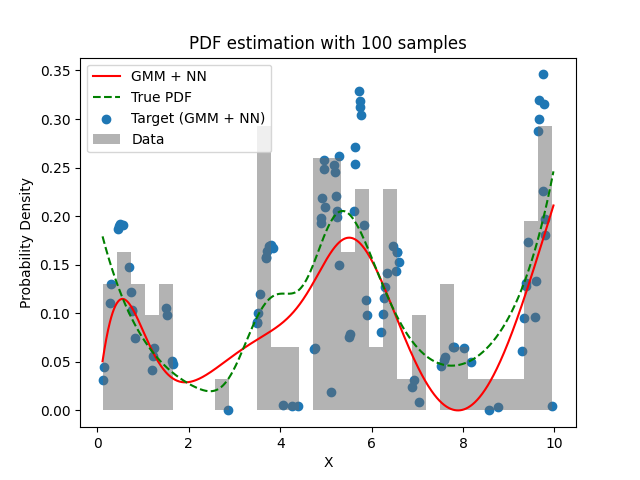 PDF estimation with 100 samples
GMM + NN
True PDF
Target (GMM + NN)
Data
Probability Density
0.35
0.30
0.25
0.20
0.15
0.10
0.05
0.00
0 2 4 6 8 10
X